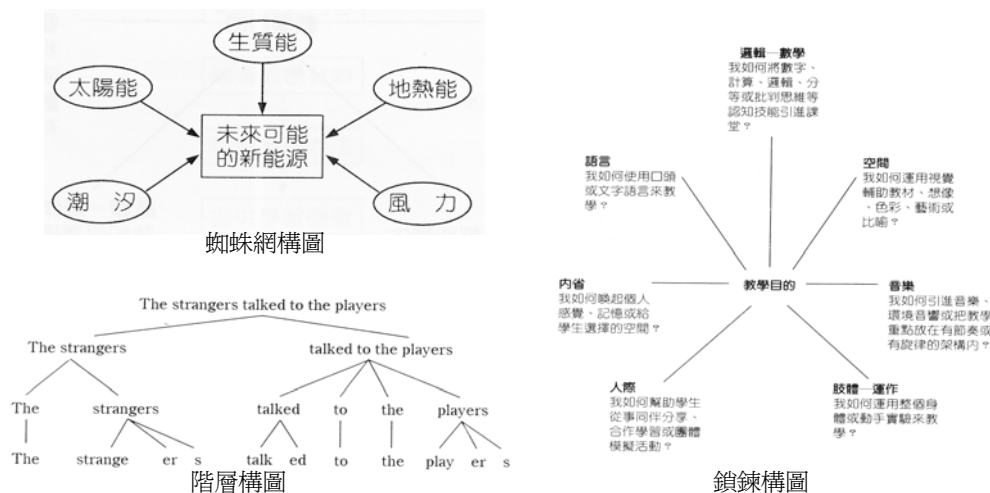 生質能
太陽能
地熱能
未來可能
的新能源
潮 汐
風 力
蜘蛛網構圖
The strangers talked to the players
The strangers
talked to the players
The strangers talked to the players
The strange er s talk ed to the play er s
階層構圖
邏輯—數學
我如何將數字、
計算、邏輯、分
等或批判思維等
認知技能引進課
堂？
語言
我如何使用口頭
或文字語言來教
學？
空間
我如何運用視覺
輔助教材、想像
、色彩、藝術或
比喻？
內省
我如何喚起個人
感覺、記憶或給
學生選擇的空間？
教學目的
音樂
我如何引進音樂、
環境音響或把教學
重點放在有節奏或
有旋律的架構內？
人際
我如何幫助學生
從事同伴分享、
合作學習或團體
模擬活動？
肢體—運作
我如何運用整個身
體或動手實驗來教
學？
鎖鍊構圖